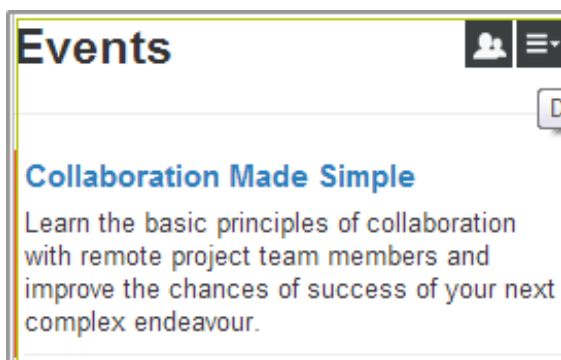 Events
D
Collaboration Made Simple
Learn the basic principles of collaboration
with remote project team members and
improve the chances of success of your next
complex endeavour.